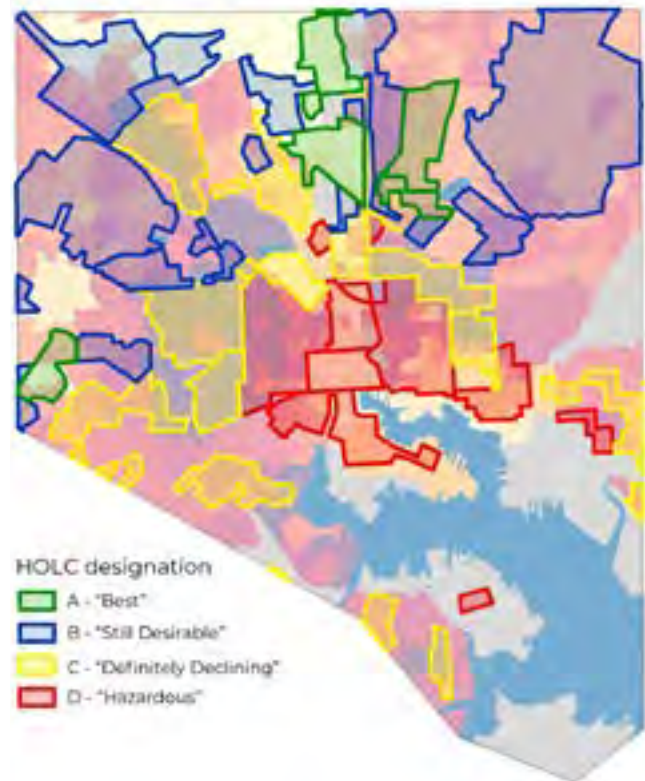 HOLC designation
A - "Best"
B - "Still Desirable"
C - "Definitely Declining"
D - "Hazardous"